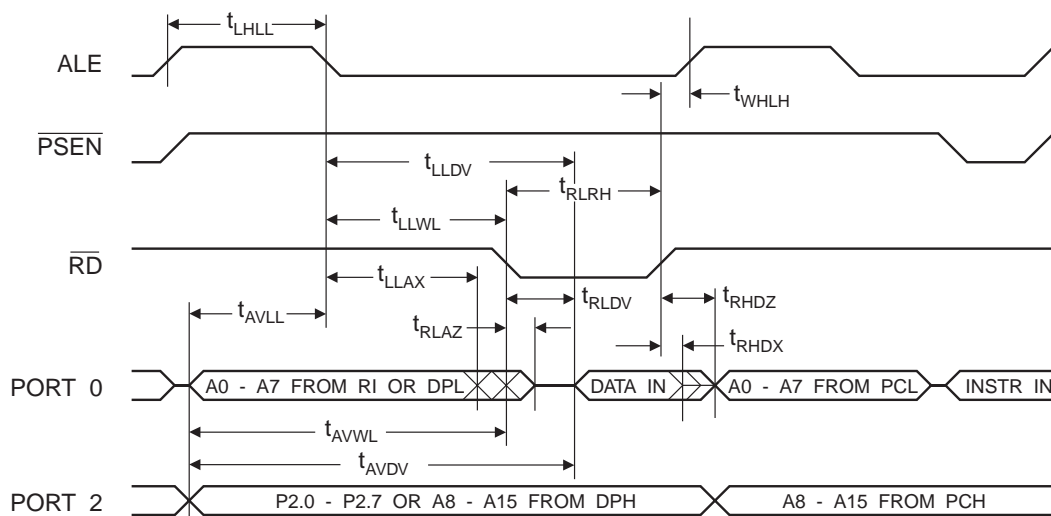 tLHLL
ALE
tWHLH
PSEN
tLLDV
tRLRH
tLLWL
RD
tLLAX
tRLDV
tRHDZ
tAVLL
tRLAZ
tRHDX
PORT 0
A0 - A7 FROM RI OR DPL
DATA IN
A0 - A7 FROM PCL
INSTR IN
tAVWL
tAVDV
PORT 2
P2.0 - P2.7 OR A8 - A15 FROM DPH
A8 - A15 FROM PCH